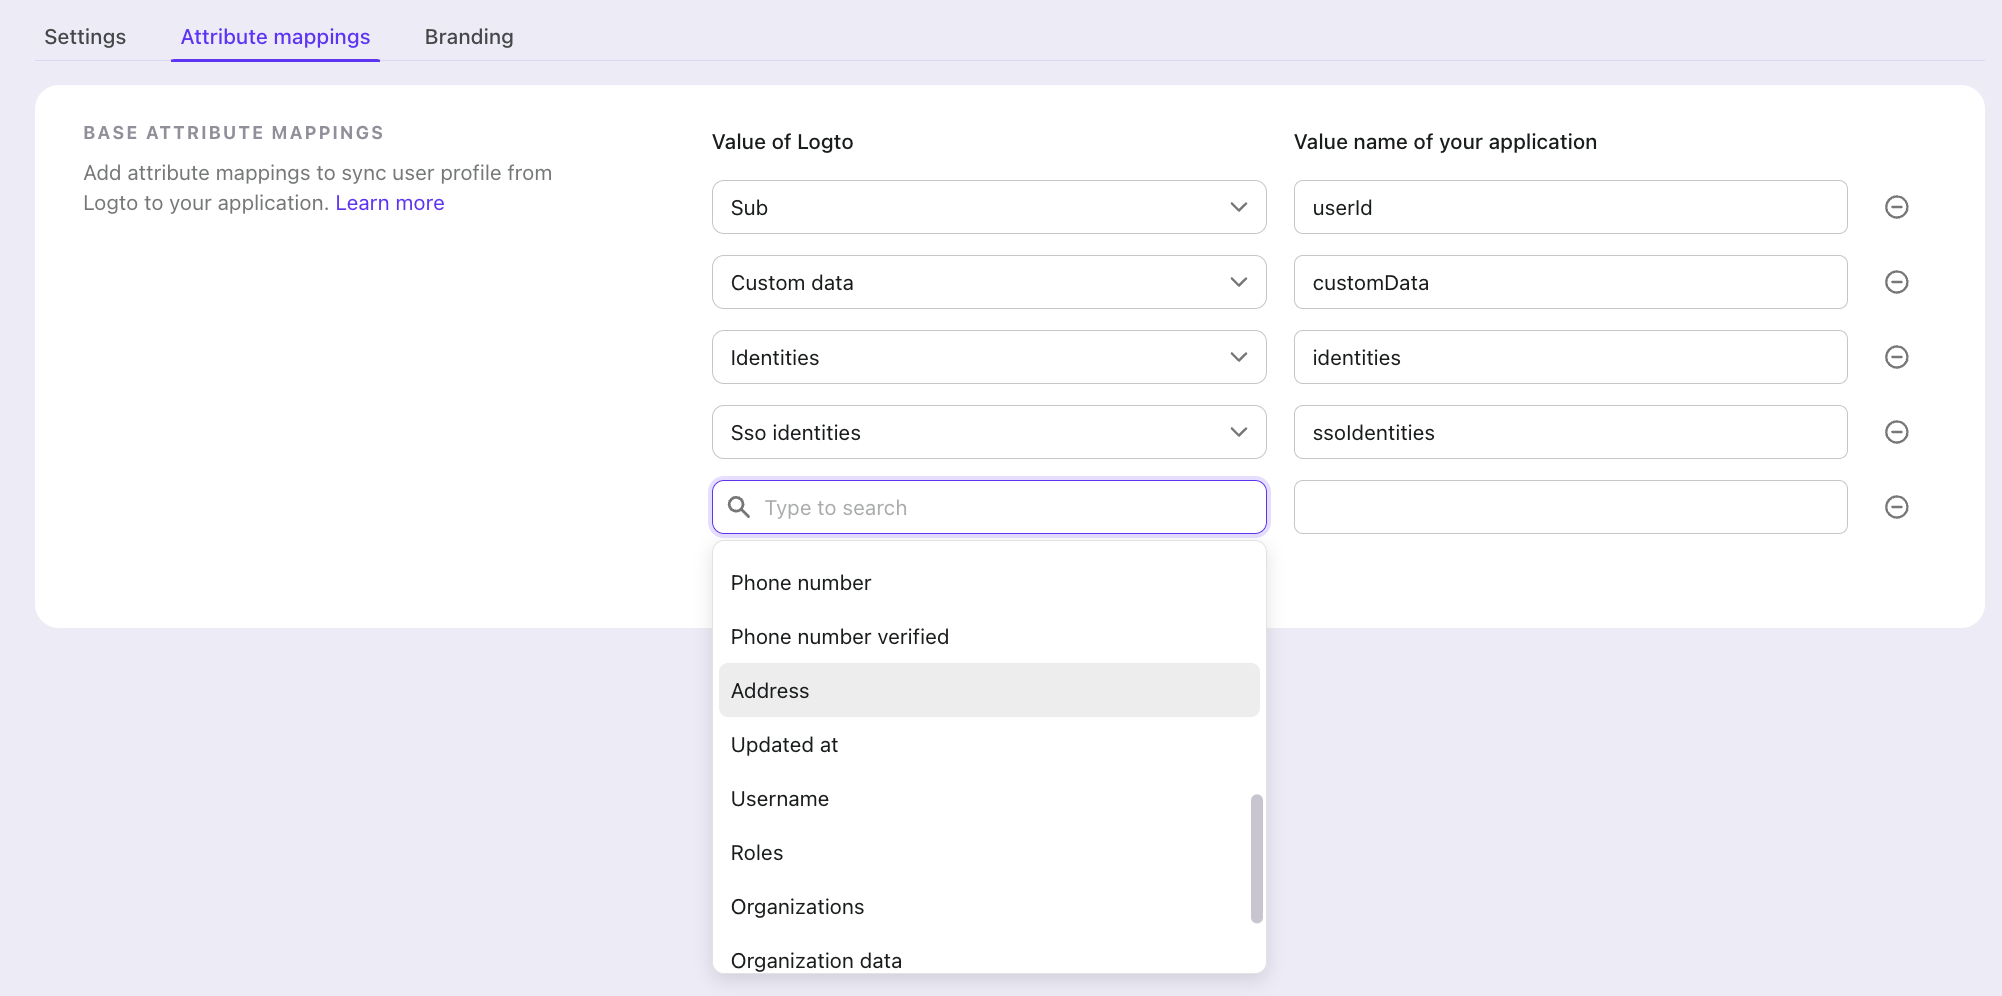 Settings
Attribute mappings
Branding
BASE ATTRIBUTE MAPPINGS
Add attribute mappings to sync user profile from
Logto to your application. Learn more
Value of Logto
Value name of your application
Sub
userId
Custom data
customData
Identities
identities
Sso identities
ssoIdentities
Type to search
Phone number
Phone number verified
Address
Updated at
Username
Roles
Organizations
Organization data